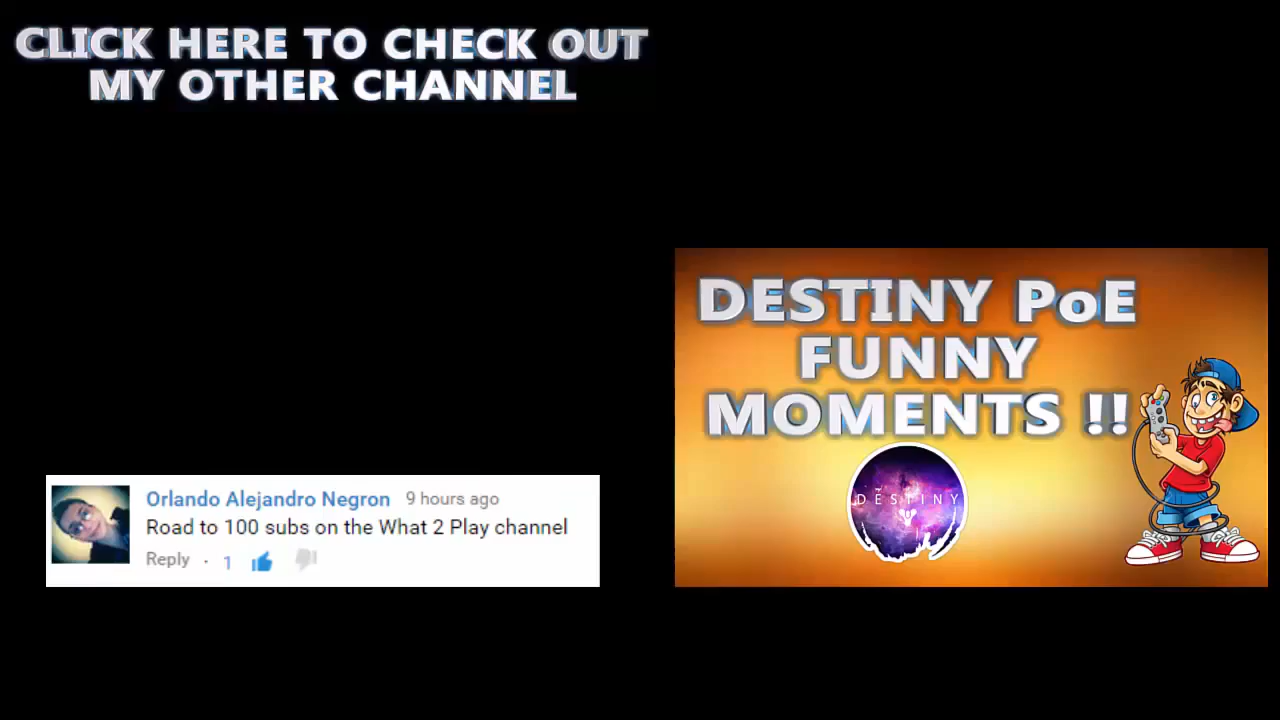 CLICK HERE TO CHECK OUT
MY OTHER CHANNEL
DESTINY PoE
FUNNY
MOMENTS !!
DESTINY
Orlando Alejandro Negron 9 hours ago
Road to 100 subs on the What 2 Play channel
Reply · 1